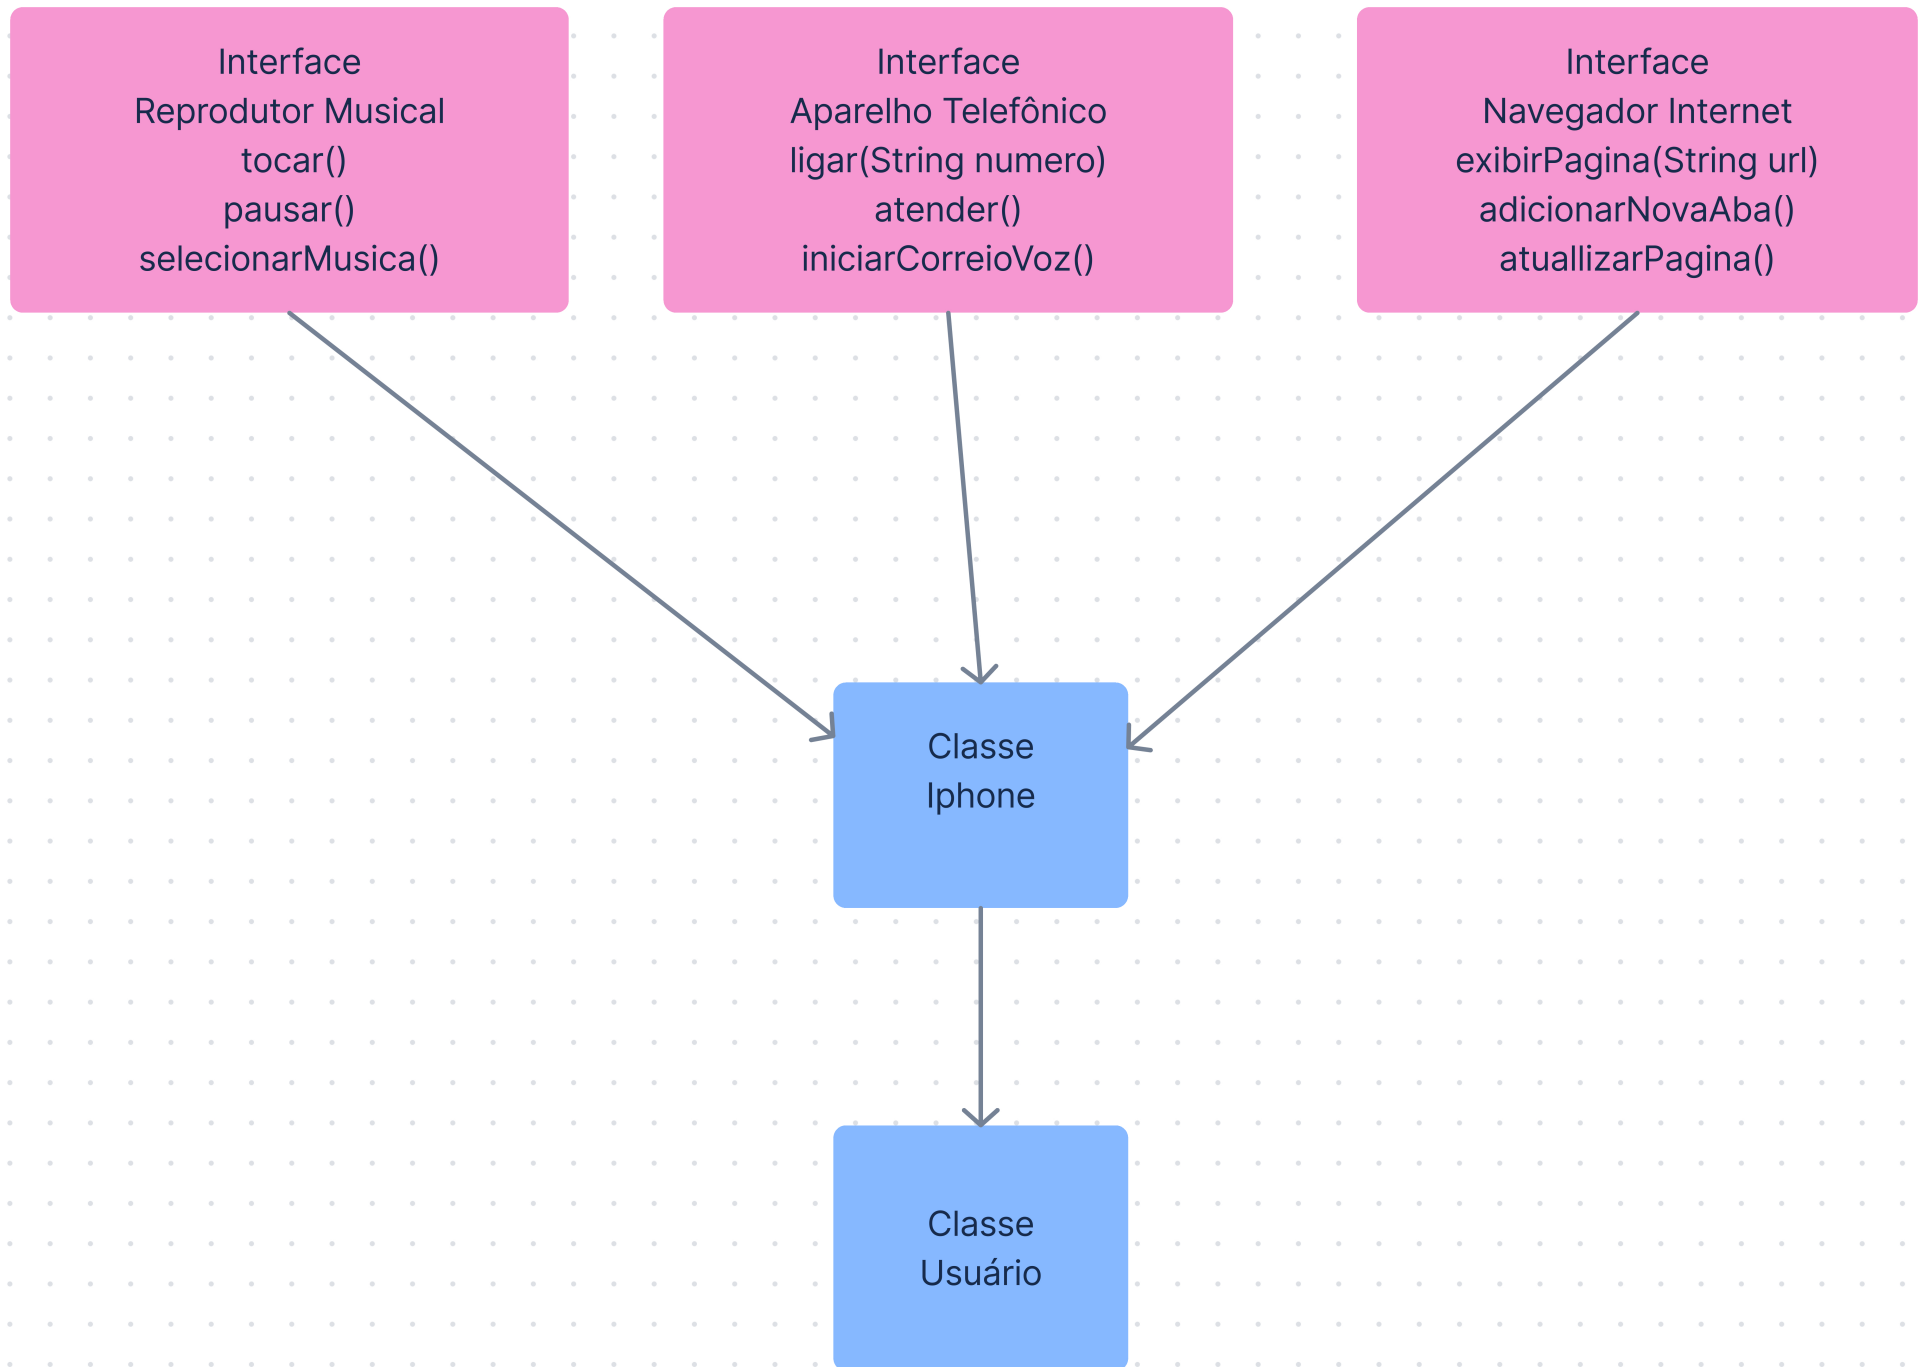 Interface
Reprodutor Musical
tocar()
pausar()
selecionarMusica()
Interface
Aparelho Telefônico
ligar(String numero)
atender()
iniciarCorreioVoz()
Interface
Navegador Internet
exibirPagina(String url)
adicionarNovaAba()
atuallizarPagina()
Classe
Iphone
Classe
Usuário